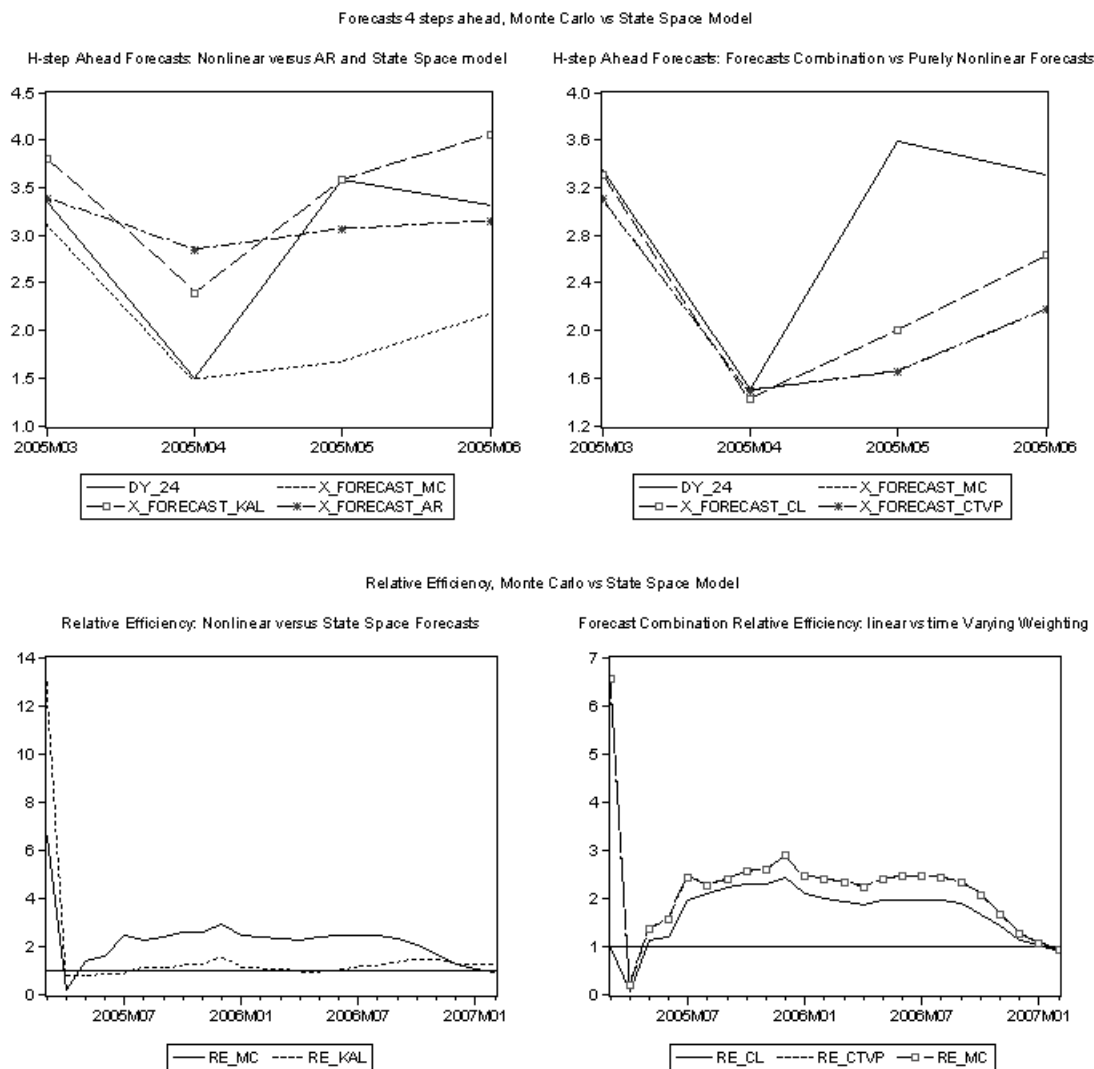 Forecasts 4 steps ahead, Monte Carlo vs State Space Model
H-step Ahead Forecasts: Nonlinear versus AR and State Space model
4.5
4.0
3.5
3.0
2.5
2.0
1.5
1.0
2005M03 2005M04 2005M05 2005M06
DY_24 X_FORECAST_MC
X_FORECAST_KAL X_FORECAST_AR
H-step Ahead Forecasts: Forecasts Combination vs Purely Nonlinear Forecasts
4.0
3.6
3.2
2.8
2.4
2.0
1.6
1.2
2005M03 2005M04 2005M05 2005M06
DY_24 X_FORECAST_MC
X_FORECAST_CL X_FORECAST_CTVP
Relative Efficiency, Monte Carlo vs State Space Model
Relative Efficiency: Nonlinear versus State Space Forecasts
14
12
10
8
6
4
2
0
2005M07 2006M01 2006M07 2007M01
RE_MC RE_KAL
Forecast Combination Relative Efficiency: linear vs time Varying Weighting
7
6
5
4
3
2
1
0
2005M07 2006M01 2006M07 2007M01
RE_CL RE_CTVP RE_MC